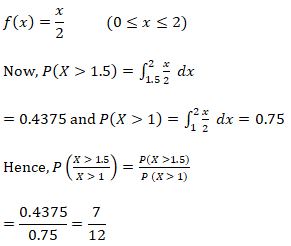 f(x) = x/2 (0 ≤ x ≤ 2)
Now, P(X > 1.5) = ∫_{1.5}^{2} x/2 dx
= 0.4375 and P(X > 1) = ∫_{1}^{2} x/2 dx = 0.75
Hence, P((X > 1.5)/(X > 1)) = P(X >1.5)/P (X > 1)
= 0.4375/0.75 = 7/12